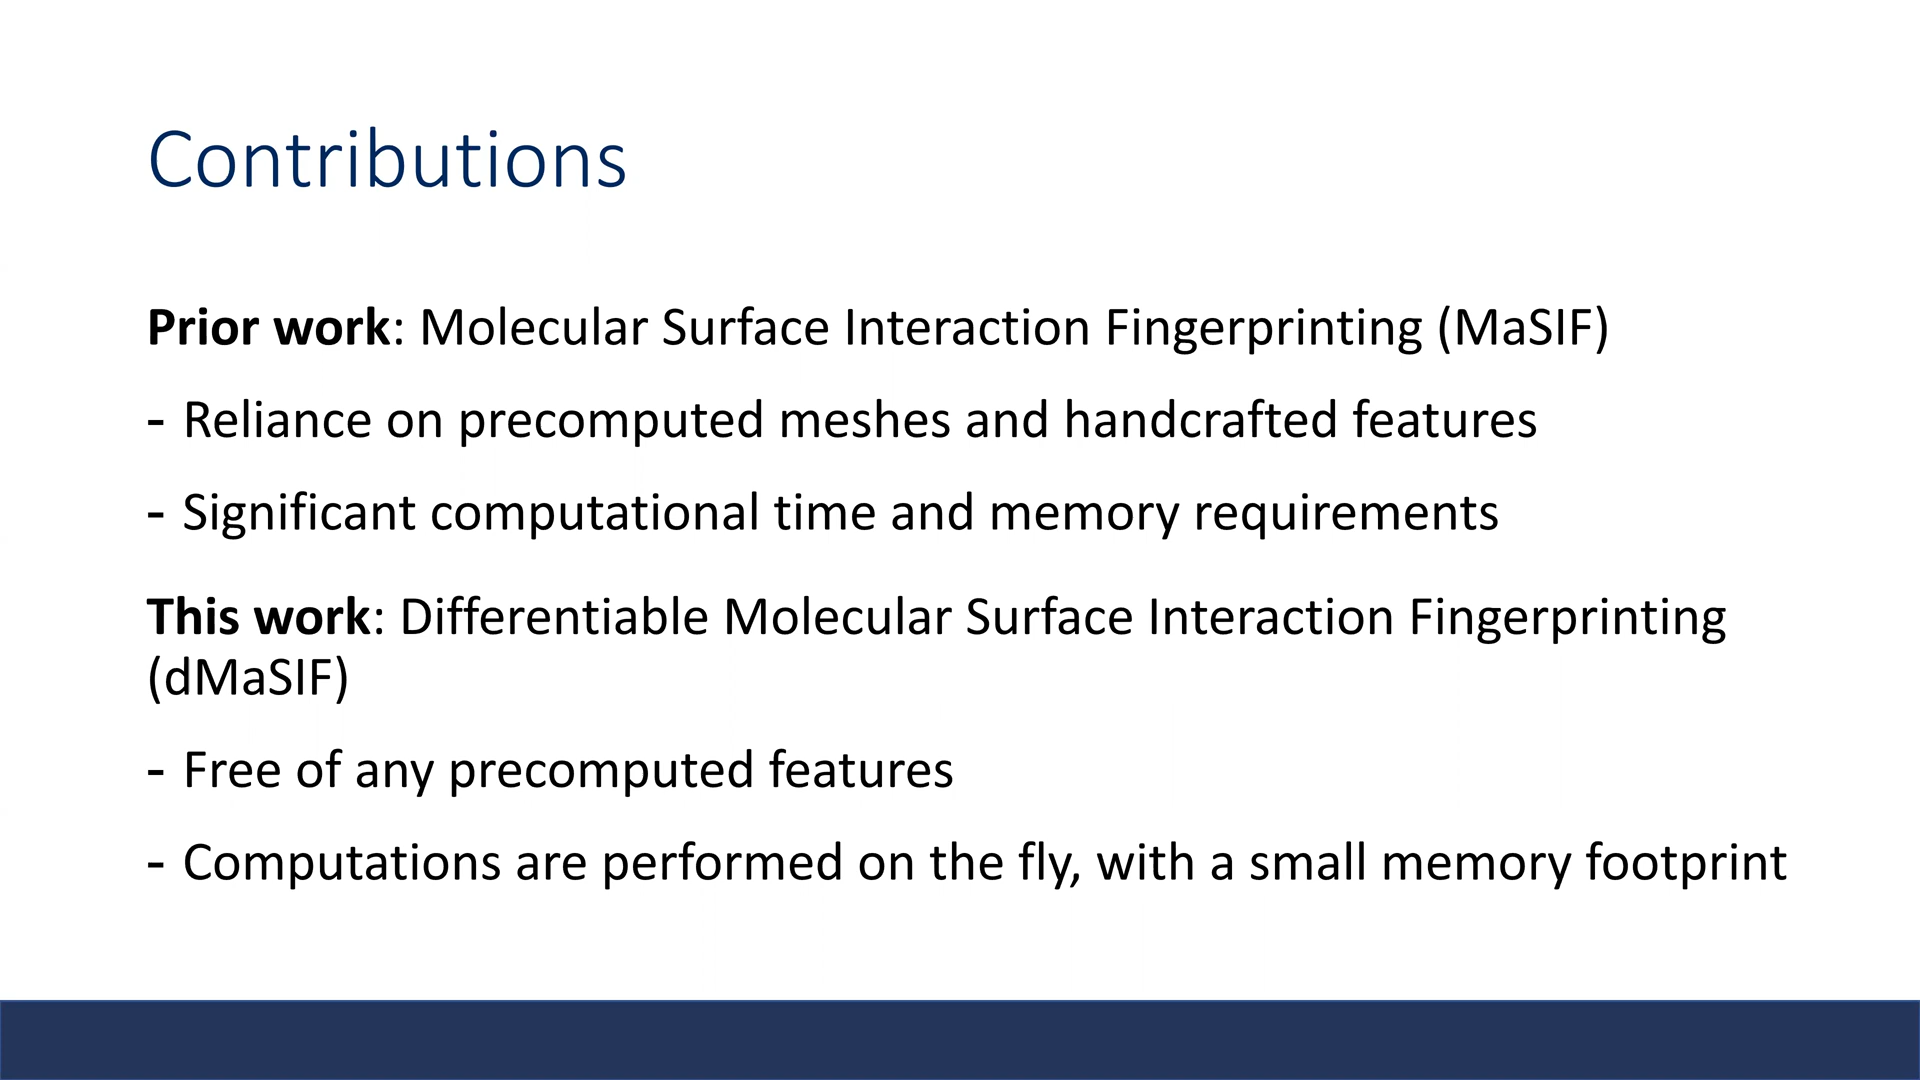 Contributions
Prior work: Molecular Surface Interaction Fingerprinting (MaSIF)
- Reliance on precomputed meshes and handcrafted features
- Significant computational time and memory requirements
This work: Differentiable Molecular Surface Interaction Fingerprinting
(dMaSIF)
- Free of any precomputed features
- Computations are performed on the fly, with a small memory footprint